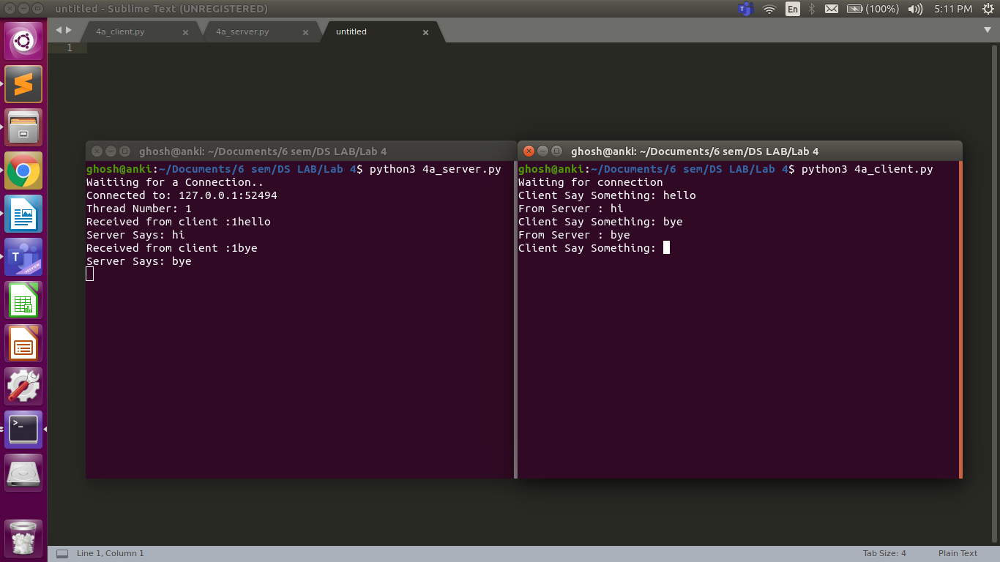 untitled - Sublime Text (UNREGISTERED)
En
(100%)
5:11 PM
4a_client.py
4a_server.py
untitled
1
ghosh@anki: ~/Documents/6 sem/DS LAB/Lab 4
ghosh@anki:~/Documents/6 sem/DS LAB/Lab 4$ python3 4a_server.py
Waitiing for a Connection..
Connected to: 127.0.0.1:52494
Thread Number: 1
Received from client :1hello
Server Says: hi
Received from client :1bye
Server Says: bye
ghosh@anki: ~/Documents/6 sem/DS LAB/Lab 4
ghosh@anki:~/Documents/6 sem/DS LAB/Lab 4$ python3 4a_client.py
Waiting for connection
Client Say Something: hello
From Server : hi
Client Say Something: bye
From Server : bye
Client Say Something:
T
PREVIEW
>_
Line 1, Column 1
Tab Size: 4
Plain Text